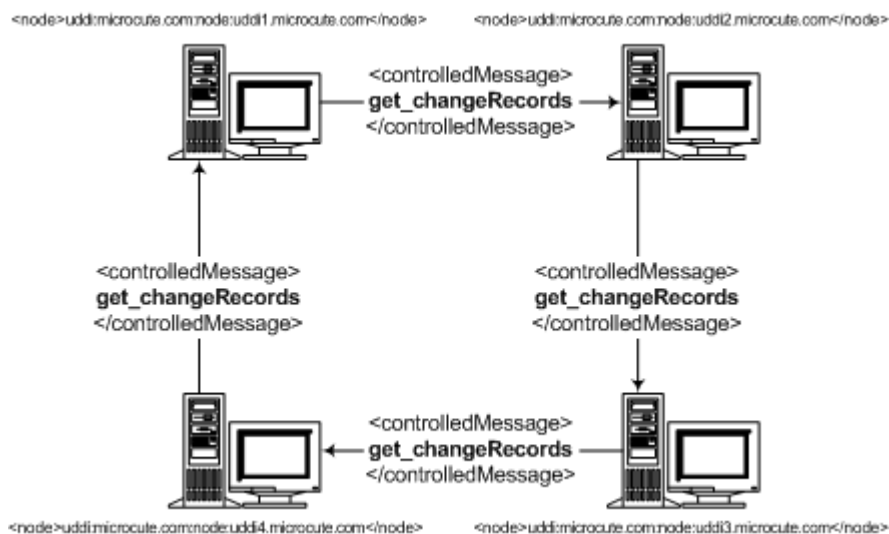 <node>uddi:microcute.com:node:uddi1.microcute.com</node>
<node>uddi:microcute.com:node:uddi2.microcute.com</node>
<controlledMessage>
get_changeRecords
</controlledMessage>
<controlledMessage>
get_changeRecords
</controlledMessage>
<controlledMessage>
get_changeRecords
</controlledMessage>
<controlledMessage>
get_changeRecords
</controlledMessage>
<node>uddi:microcute.com:node:uddi4.microcute.com</node>
<node>uddi:microcute.com:node:uddi3.microcute.com</node>